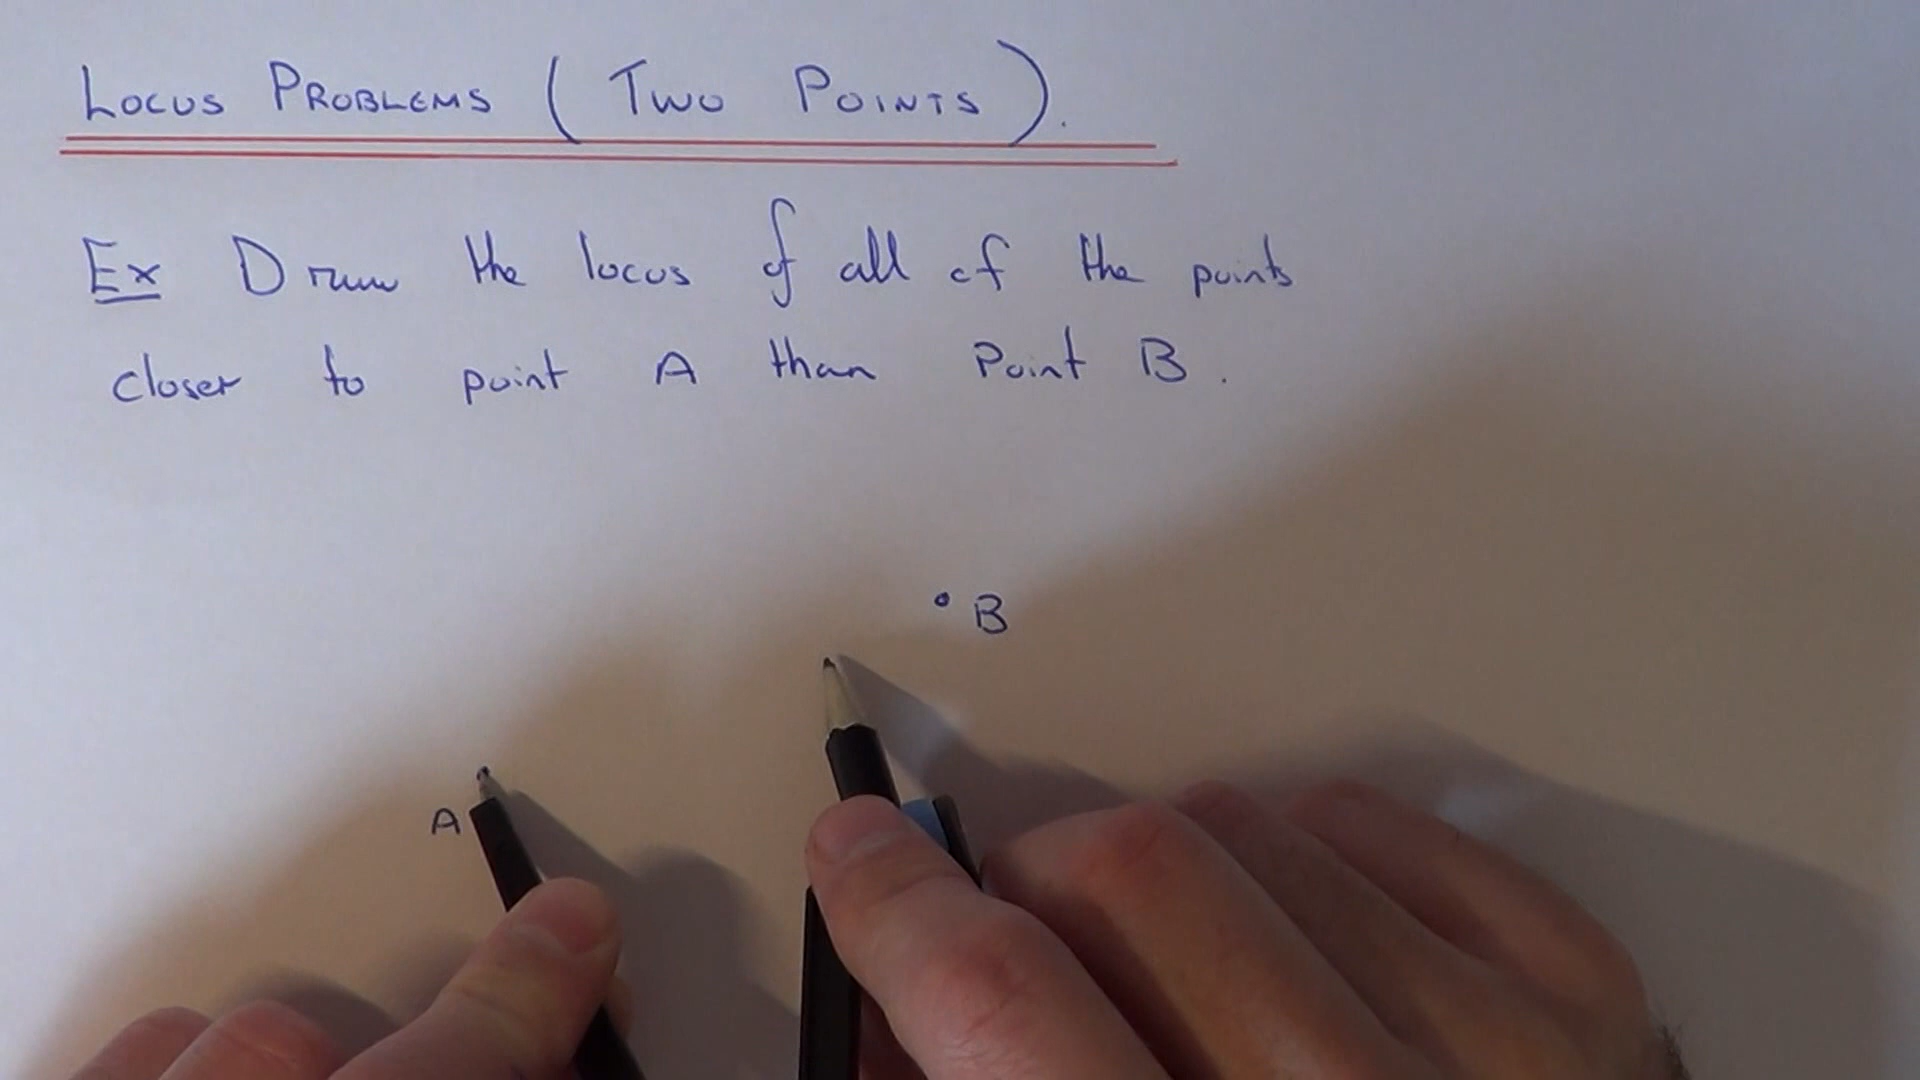 LOCUS PROBLEMS ( TWO POINTS ).
Ex Draw the locus of all of the points
closer to point A than Point B.
B
A